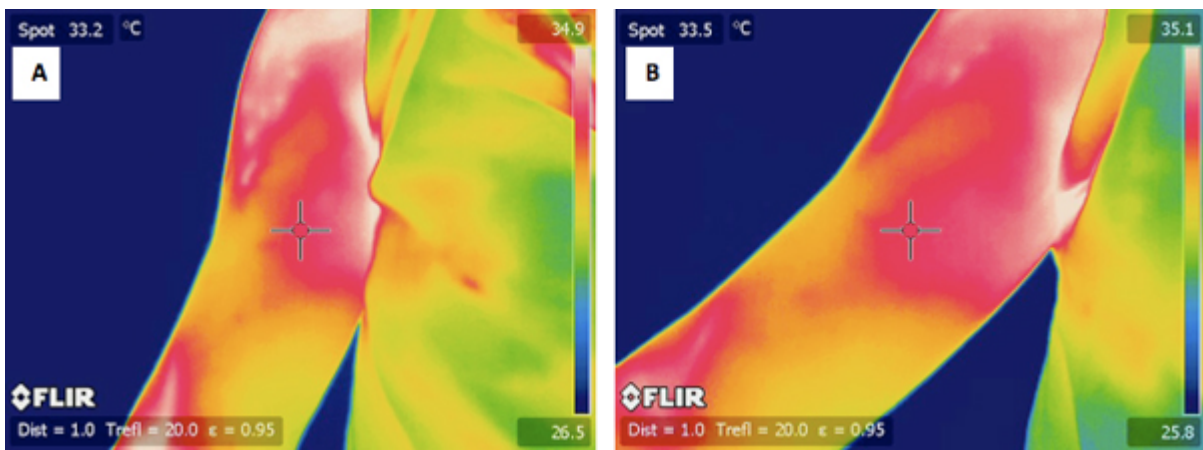 Spot 33.2 °C
34.9
A
FLIR
Dist = 1.0 Trefl = 20.0 ε = 0.95
26.5
Spot 33.5 °C
35.1
B
FLIR
Dist = 1.0 Trefl = 20.0 ε = 0.95
25.8